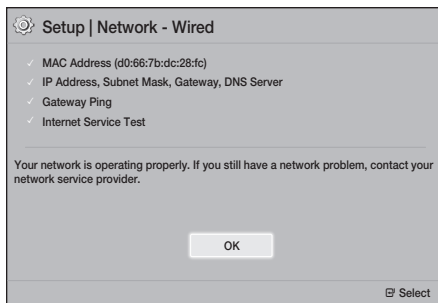 Setup | Network - Wired
MAC Address (d0:66:7b:dc:28:fc)
IP Address, Subnet Mask, Gateway, DNS Server
Gateway Ping
Internet Service Test
Your network is operating properly. If you still have a network problem, contact your
network service provider.
OK
Select